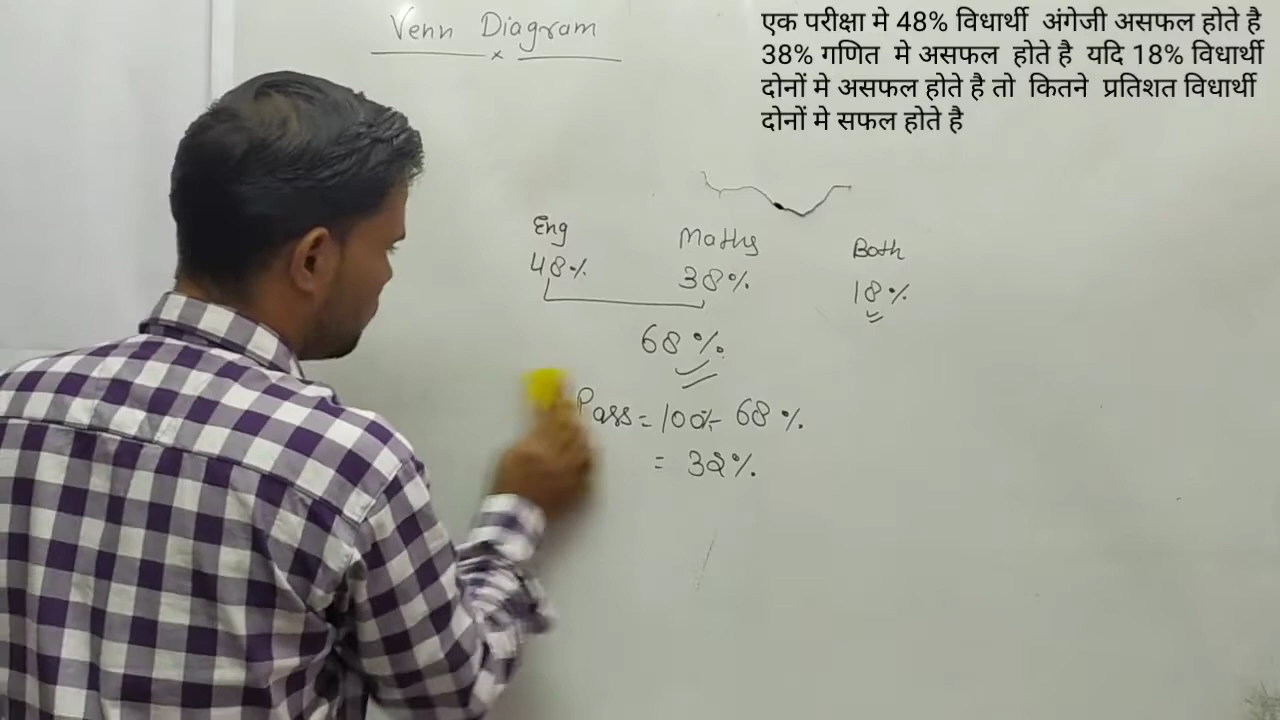 Venn Diagram
x
एक परीक्षा मे 48% विधार्थी अंगेजी असफल होते है
38% गणित मे असफल होते है यदि 18% विधार्थी
दोनों मे असफल होते है तो कितने प्रतिशत विधार्थी
दोनों मे सफल होते है
Eng Maths Both
48% 38% 18%
68%
Pass = 100% - 68%
= 32%